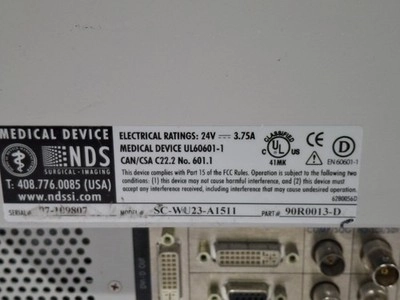 MEDICAL DEVICE
NDS
SURGICAL-IMAGING
T: 408.776.0085 (USA)
www.ndssi.com
ELECTRICAL RATINGS: 24V 3.75A
MEDICAL DEVICE UL60601-1
CAN/CSA C22.2 No. 601.1
CLASSIFIED
C UL US
41MK
CE
D
EN 60601-1
This device complies with Part 15 of the FCC Rules. Operation is subject to the following two
conditions: (1) this device may not cause harmful interference, and (2) this device must
accept any interference received, including interference that may cause undesired operation.
SERIAL# 07-109807 MODEL# SC-WU23-A1511 PART# 90R0013-D